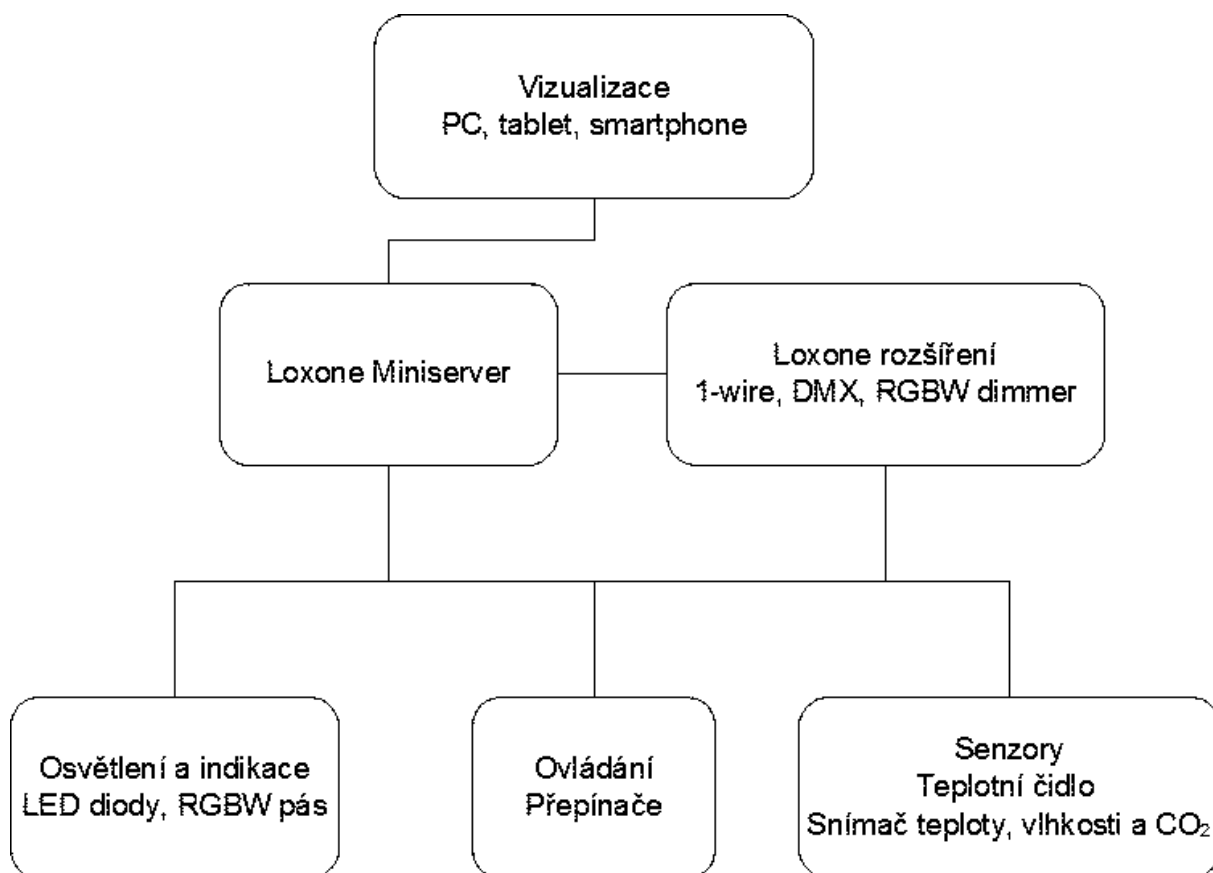 Vizualizace
PC, tablet, smartphone
Loxone Miniserver
Loxone rozšíření
1-wire, DMX, RGBW dimmer
Osvětlení a indikace
LED diody, RGBW pás
Ovládání
Přepínače
Senzory
Teplotní čidlo
Snímač teploty, vlhkosti a CO₂